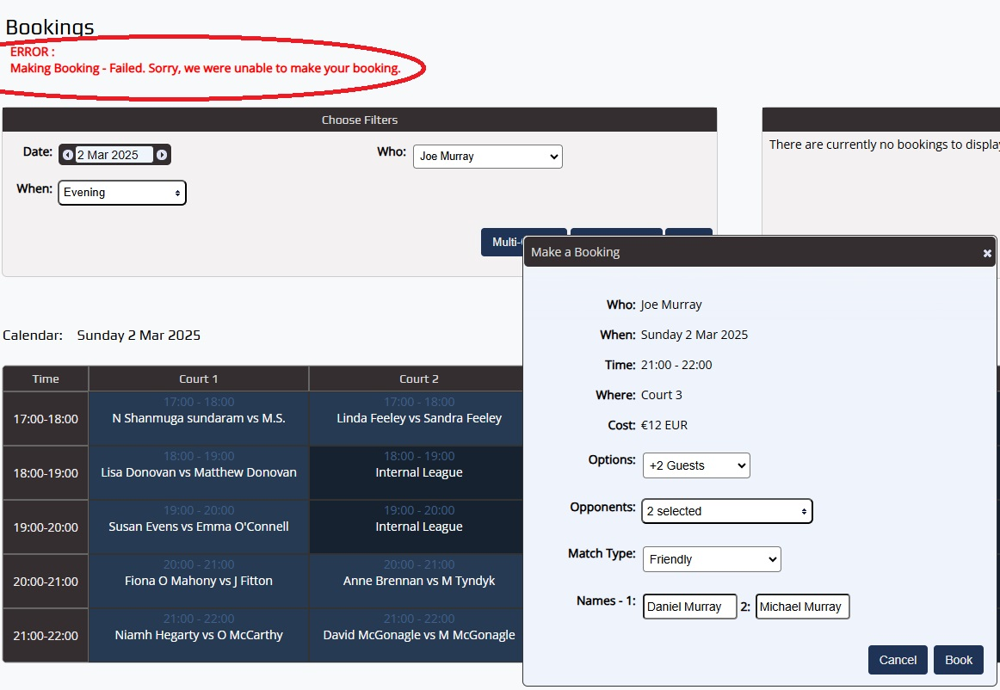 Bookings
ERROR :
Making Booking - Failed. Sorry, we were unable to make your booking.
Choose Filters
Date: 2 Mar 2025
Who: Joe Murray
When: Evening
There are currently no bookings to display
Multi-
Calendar: Sunday 2 Mar 2025
Time Court 1 Court 2
17:00-18:00
17:00 - 18:00 17:00 - 18:00
N Shanmuga sundaram vs M.S. Linda Feeley vs Sandra Feeley
18:00-19:00
18:00 - 19:00 18:00 - 19:00
Lisa Donovan vs Matthew Donovan Internal League
19:00-20:00
19:00 - 20:00 19:00 - 20:00
Susan Evens vs Emma O'Connell Internal League
20:00-21:00
20:00 - 21:00 20:00 - 21:00
Fiona O Mahony vs J Fitton Anne Brennan vs M Tyndyk
21:00-22:00
21:00 - 22:00 21:00 - 22:00
Niamh Hegarty vs O McCarthy David McGonagle vs M McGonagle
Make a Booking ×
Who: Joe Murray
When: Sunday 2 Mar 2025
Time: 21:00 - 22:00
Where: Court 3
Cost: €12 EUR
Options: +2 Guests
Opponents: 2 selected
Match Type: Friendly
Names - 1: Daniel Murray 2: Michael Murray
Cancel Book